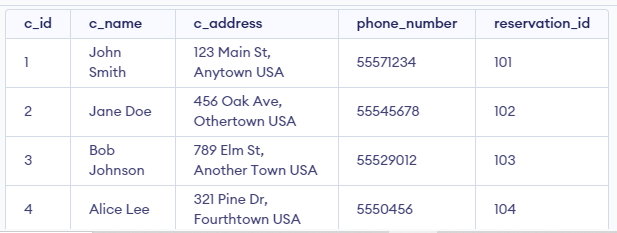 c_id c_name c_address phone_number reservation_id
1 John Smith 123 Main St, Anytown USA 55571234 101
2 Jane Doe 456 Oak Ave, Othertown USA 55545678 102
3 Bob Johnson 789 Elm St, Another Town USA 55529012 103
4 Alice Lee 321 Pine Dr, Fourthtown USA 5550456 104